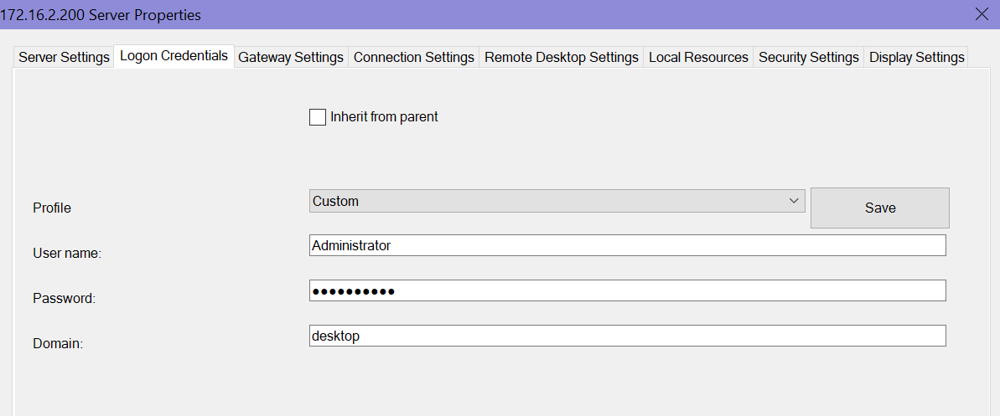 172.16.2.200 Server Properties
Server Settings Logon Credentials Gateway Settings Connection Settings Remote Desktop Settings Local Resources Security Settings Display Settings
Inherit from parent
Profile Custom Save
User name: Administrator
Password: ●●●●●●●●●●
Domain: desktop